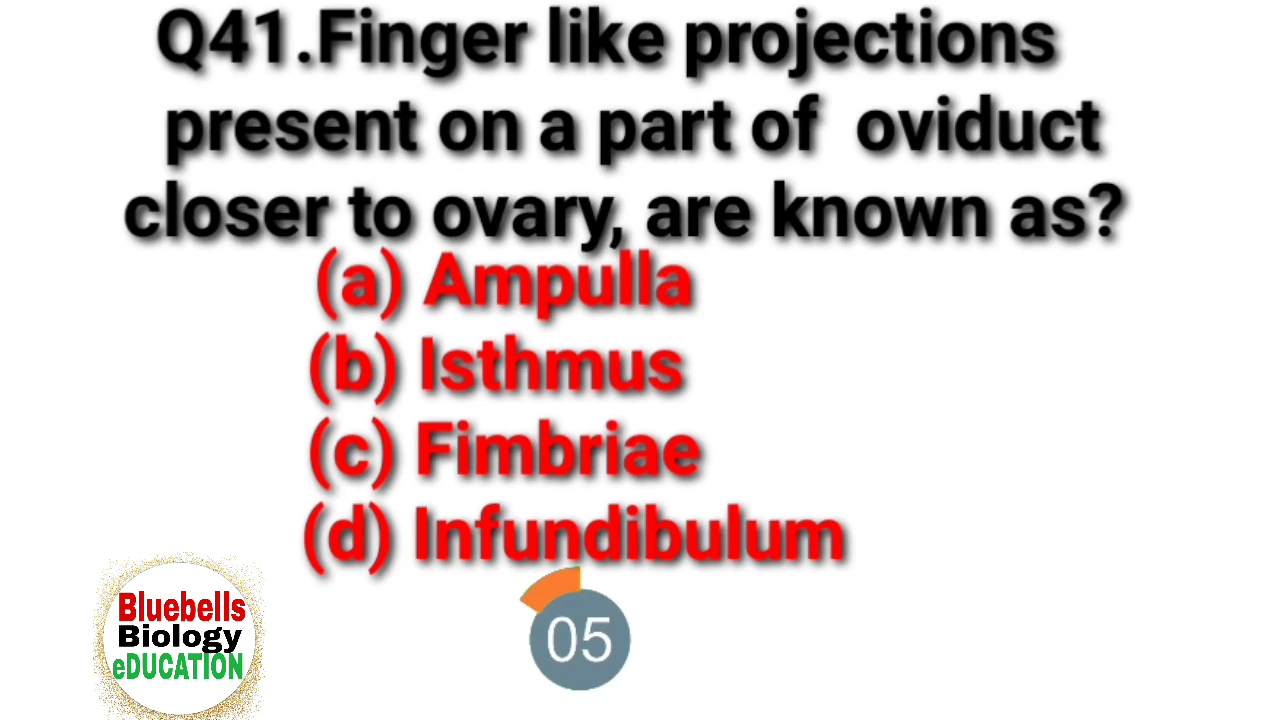 Q41.Finger like projections
present on a part of oviduct
closer to ovary, are known as?
(a) Ampulla
(b) Isthmus
(c) Fimbriae
(d) Infundibulum
05
Bluebells
Biology
eDUCATION